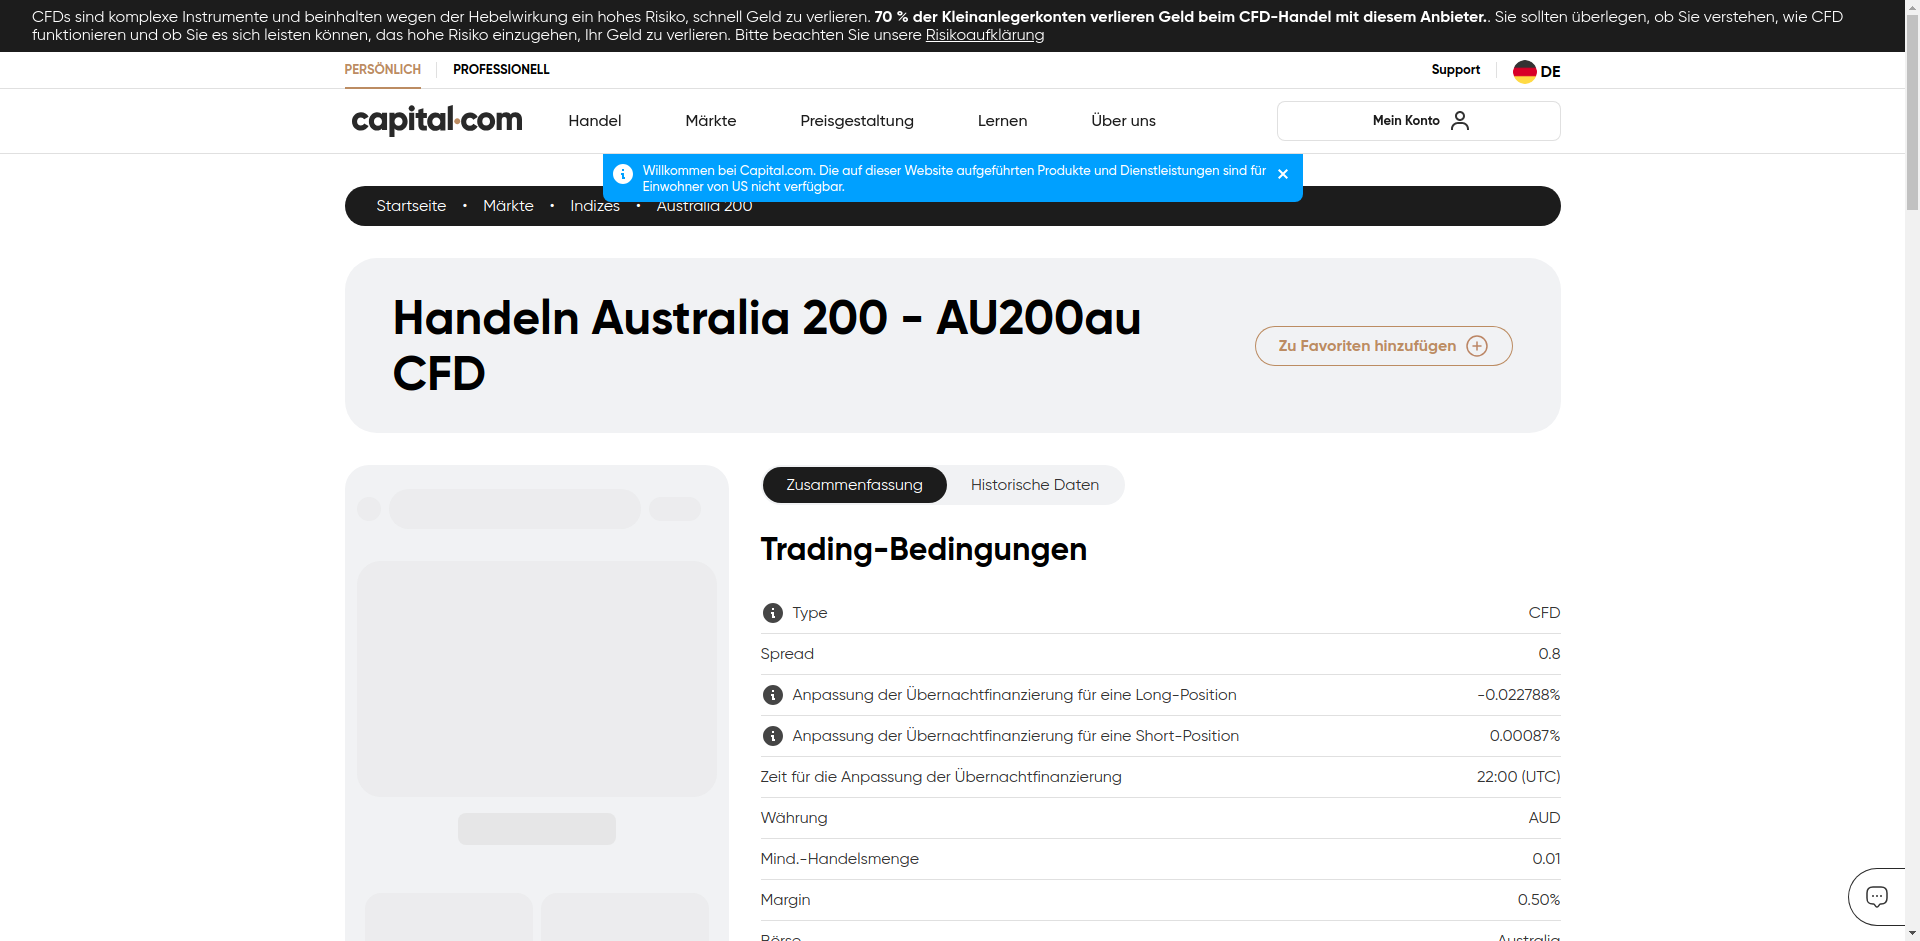 CFDs sind komplexe Instrumente und beinhalten wegen der Hebelwirkung ein hohes Risiko, schnell Geld zu verlieren. 70 % der Kleinanlegerkonten verlieren Geld beim CFD-Handel mit diesem Anbieter.. Sie sollten überlegen, ob Sie verstehen, wie CFD
funktionieren und ob Sie es sich leisten können, das hohe Risiko einzugehen, Ihr Geld zu verlieren. Bitte beachten Sie unsere Risikoaufklärung
PERSÖNLICH PROFESSIONELL Support DE
capital.com Handel Märkte Preisgestaltung Lernen Über uns Mein Konto
Willkommen bei Capital.com. Die auf dieser Website aufgeführten Produkte und Dienstleistungen sind für
Einwohner von US nicht verfügbar.
Startseite • Märkte • Indizes • Australia 200
Handeln Australia 200 - AU200au
CFD
Zu Favoriten hinzufügen
Zusammenfassung Historische Daten
Trading-Bedingungen
Type CFD
Spread 0.8
Anpassung der Übernachtfinanzierung für eine Long-Position -0.022788%
Anpassung der Übernachtfinanzierung für eine Short-Position 0.00087%
Zeit für die Anpassung der Übernachtfinanzierung 22:00 (UTC)
Währung AUD
Mind.-Handelsmenge 0.01
Margin 0.50%
Börse Australia